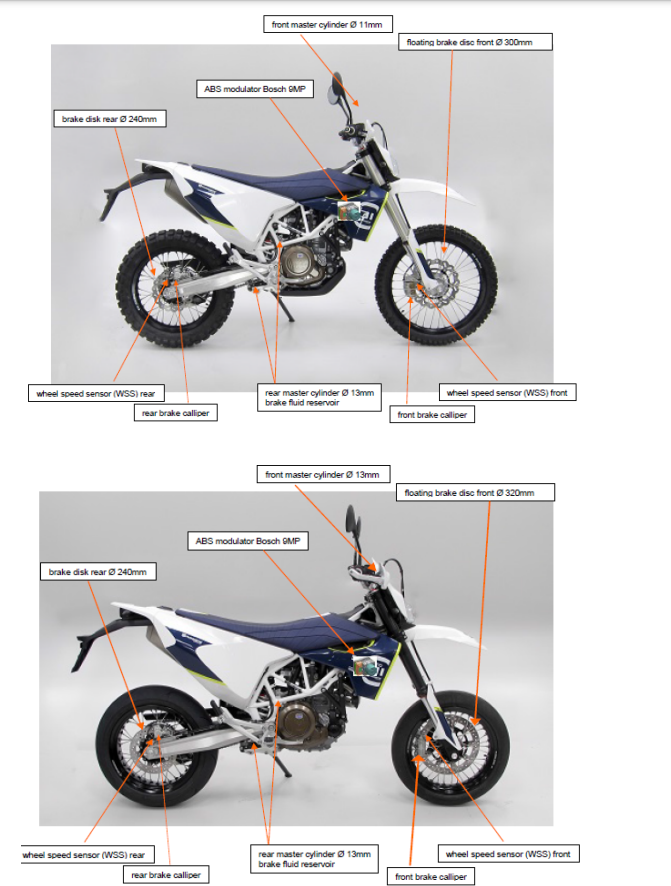 front master cylinder Ø 11mm
floating brake disc front Ø 300mm
ABS modulator Bosch 9MP
brake disk rear Ø 240mm
wheel speed sensor (WSS) rear
rear brake calliper
rear master cylinder Ø 13mm
brake fluid reservoir
wheel speed sensor (WSS) front
front brake calliper
front master cylinder Ø 13mm
floating brake disc front Ø 320mm
ABS modulator Bosch 9MP
brake disk rear Ø 240mm
wheel speed sensor (WSS) rear
rear brake calliper
rear master cylinder Ø 13mm
brake fluid reservoir
wheel speed sensor (WSS) front
front brake calliper